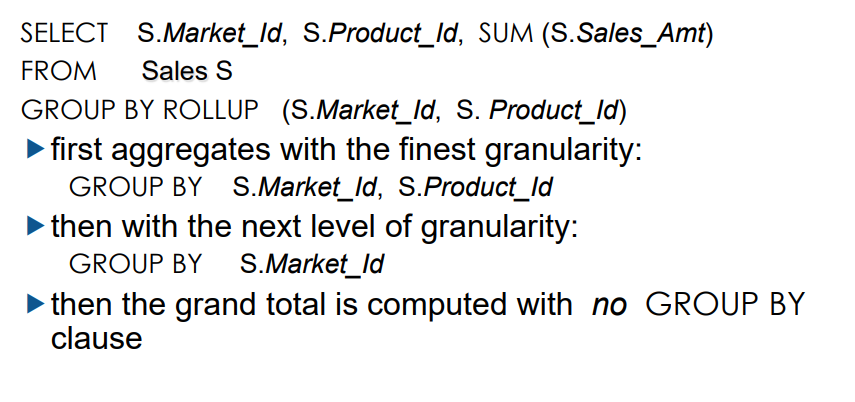 SELECT S.Market_Id, S.Product_Id, SUM (S.Sales_Amt)
FROM Sales S
GROUP BY ROLLUP (S.Market_Id, S. Product_Id)
first aggregates with the finest granularity:
GROUP BY S.Market_Id, S.Product_Id
then with the next level of granularity:
GROUP BY S.Market_Id
then the grand total is computed with no GROUP BY
clause